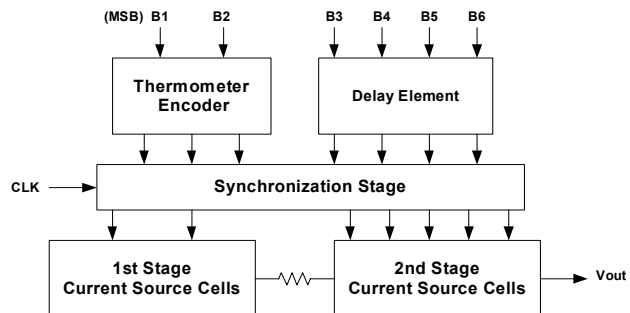 (MSB) B1 B2 B3 B4 B5 B6
Thermometer
Encoder
Delay Element
CLK
Synchronization Stage
1st Stage
Current Source Cells
2nd Stage
Current Source Cells
Vout